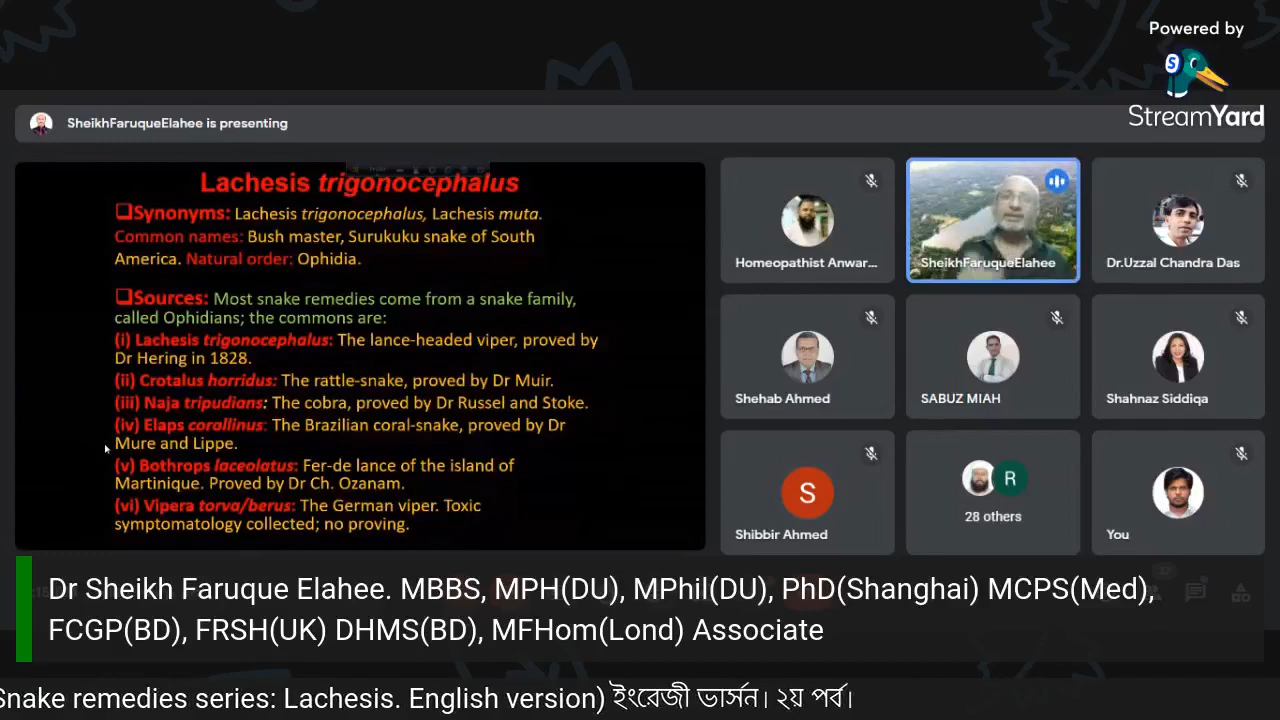 Powered by
StreamYard
SheikhFaruqueElahee is presenting
Lachesis trigonocephalus
❑Synonyms: Lachesis trigonocephalus, Lachesis muta.
Common names: Bush master, Surukuku snake of South
America. Natural order: Ophidia.
❑Sources: Most snake remedies come from a snake family,
called Ophidians; the commons are:
(i) Lachesis trigonocephalus: The lance-headed viper, proved by
Dr Hering in 1828.
(ii) Crotalus horridus: The rattle-snake, proved by Dr Muir.
(iii) Naja tripudians: The cobra, proved by Dr Russel and Stoke.
(iv) Elaps corallinus: The Brazilian coral-snake, proved by Dr
Mure and Lippe.
(v) Bothrops laceolatus: Fer-de lance of the island of
Martinique. Proved by Dr Ch. Ozanam.
(vi) Vipera torva/berus: The German viper. Toxic
symptomatology collected; no proving.
Homeopathist Anwar...
SheikhFaruqueElahee
Dr.Uzzal Chandra Das
Shehab Ahmed
SABUZ MIAH
Shahnaz Siddiqa
S
Shibbir Ahmed
R
28 others
You
Dr Sheikh Faruque Elahee. MBBS, MPH(DU), MPhil(DU), PhD(Shanghai) MCPS(Med),
FCGP(BD), FRSH(UK) DHMS(BD), MFHom(Lond) Associate
Snake remedies series: Lachesis. English version) ইংরেজী ভার্সন। ২য় পর্ব।